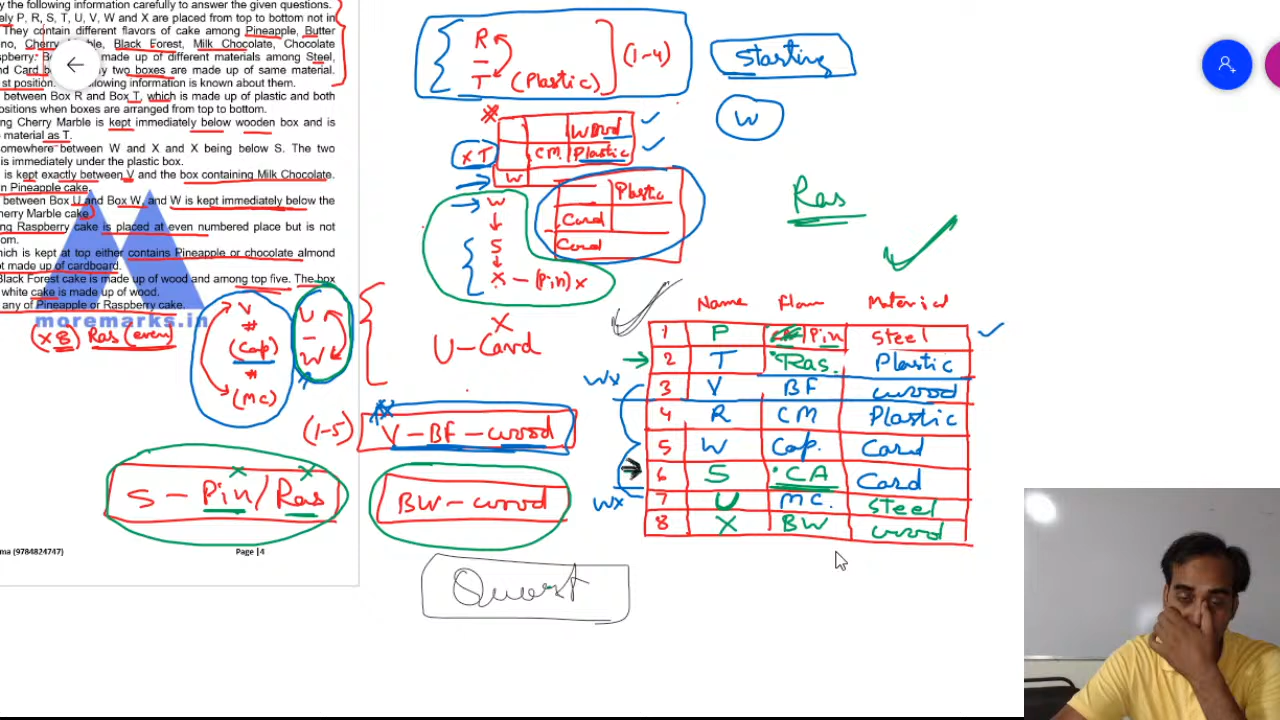 y the following information carefully to answer the given questions.
ely P, R, S, T, U, V, W and X are placed from top to bottom not in
They contain different flavors of cake among Pineapple, Butter
ino, Cherry Marble, Black Forest, Milk Chocolate, Chocolate
spberry. made up of different materials among Steel,
nd Card two boxes are made up of same material.
st position. llowing information is known about them.
between Box R and Box T, which is made up of plastic and both
ositions when boxes are arranged from top to bottom.
ing Cherry Marble is kept immediately below wooden box and is
material as T.
omewhere between W and X and X being below S. The two
is immediately under the plastic box.
is kept exactly between V and the box containing Milk Chocolate.
n Pineapple cake.
between Box U and Box W, and W is kept immediately below the
herry Marble cake
ng Raspberry cake is placed at even numbered place but is not
om.
hich is kept at top either contains Pineapple or chocolate almond
ot made up of cardboard.
Black Forest cake is made up of wood and among top five. The box
white cake is made up of wood.
any of Pineapple or Raspberry cake.
moremarks.in
(x8) Ras (even)
V
#
(Cap)
#
(MC)
U
—
W
R
—
T (Plastic) (1-4)
Starting
W
* Wood
x T CM. Plastic
W
Plastic
Card
Card
W
↓
S
↓
X - (Pin) x
x
U - Card
(1-5) V - BF - wood
S - Pin/Ras
BW - wood
Quest
Ras
Name Flav Material
1 P Pin Steel
2 T Ras. Plastic
wx 3 V BF wood
4 R CM Plastic
5 W Cap. Card
6 S CA Card
wx 7 U MC. Steel
8 X BW wood
ma (9784824747) Page | 4